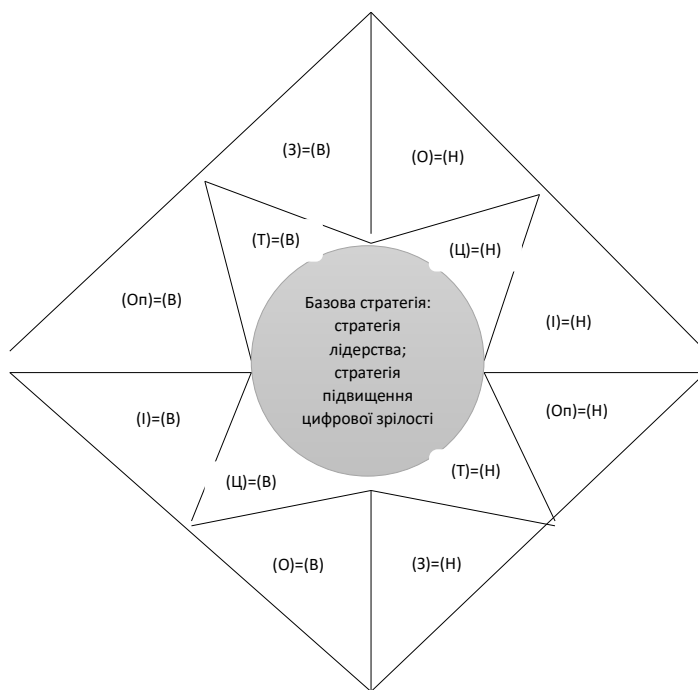 (З)=(В)
(О)=(Н)
(Т)=(В)
(Ц)=(Н)
(Оп)=(В)
(І)=(Н)
Базова стратегія:
стратегія
лідерства;
стратегія
підвищення
цифрової зрілості
(І)=(В)
(Оп)=(Н)
(Ц)=(В)
(Т)=(Н)
(О)=(В)
(З)=(Н)